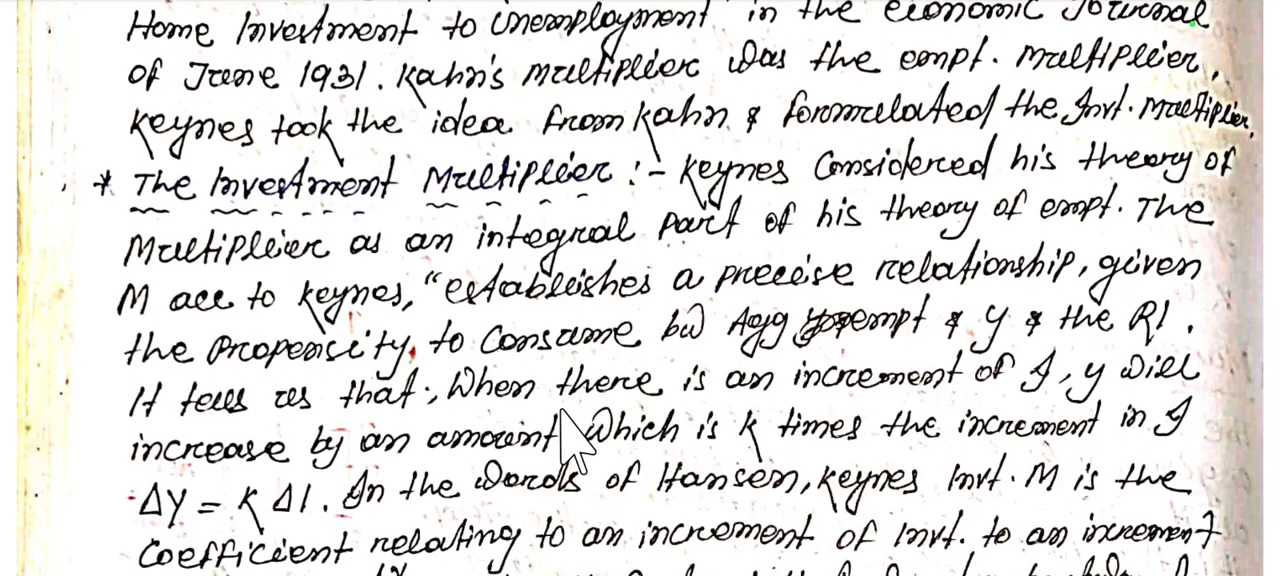 Home Investment to Unemployment in the economic Journal
of June 1931. Kahn's multiplier was the empt. Multiplier,
Keynes took the idea from Kahn & formulated the Invt. Multiplier.
* The Investment Multiplier :- Keynes Considered his theory of
Multiplier as an integral part of his theory of empt. The
M acc to Keynes, "establishes a precise relationship, given
the Propensity, to Consume bw Agg empt & Y & the RI.
It tells us that; When there is an increment of I, y will
increase by an amount which is K times the increment in I
ΔY = K ΔI. In the words of Hansen, Keynes Invt. M is the
Coefficient relating to an increment of Invt. to an increment